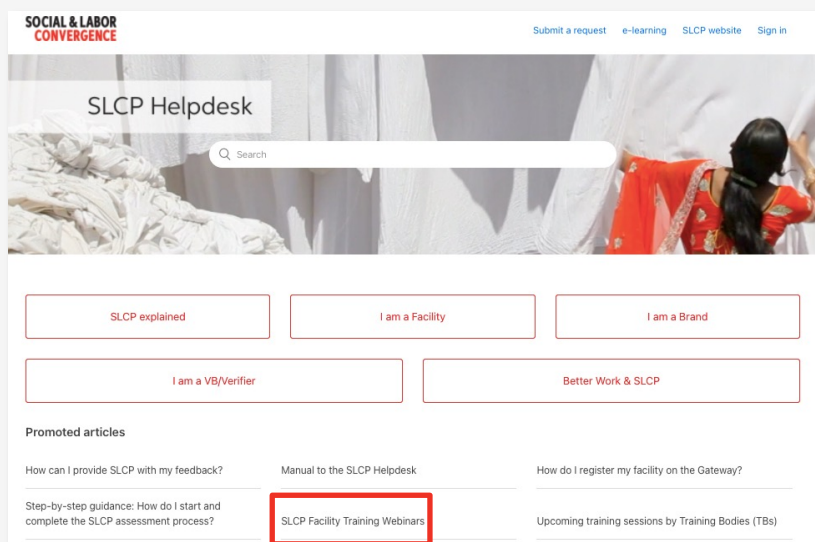 SOCIAL & LABOR
CONVERGENCE
Submit a request e-learning SLCP website Sign in
SLCP Helpdesk
Search
SLCP explained
I am a Facility
I am a Brand
I am a VB/Verifier
Better Work & SLCP
Promoted articles
How can I provide SLCP with my feedback?
Manual to the SLCP Helpdesk
How do I register my facility on the Gateway?
Step-by-step guidance: How do I start and
complete the SLCP assessment process?
SLCP Facility Training Webinars
Upcoming training sessions by Training Bodies (TBs)